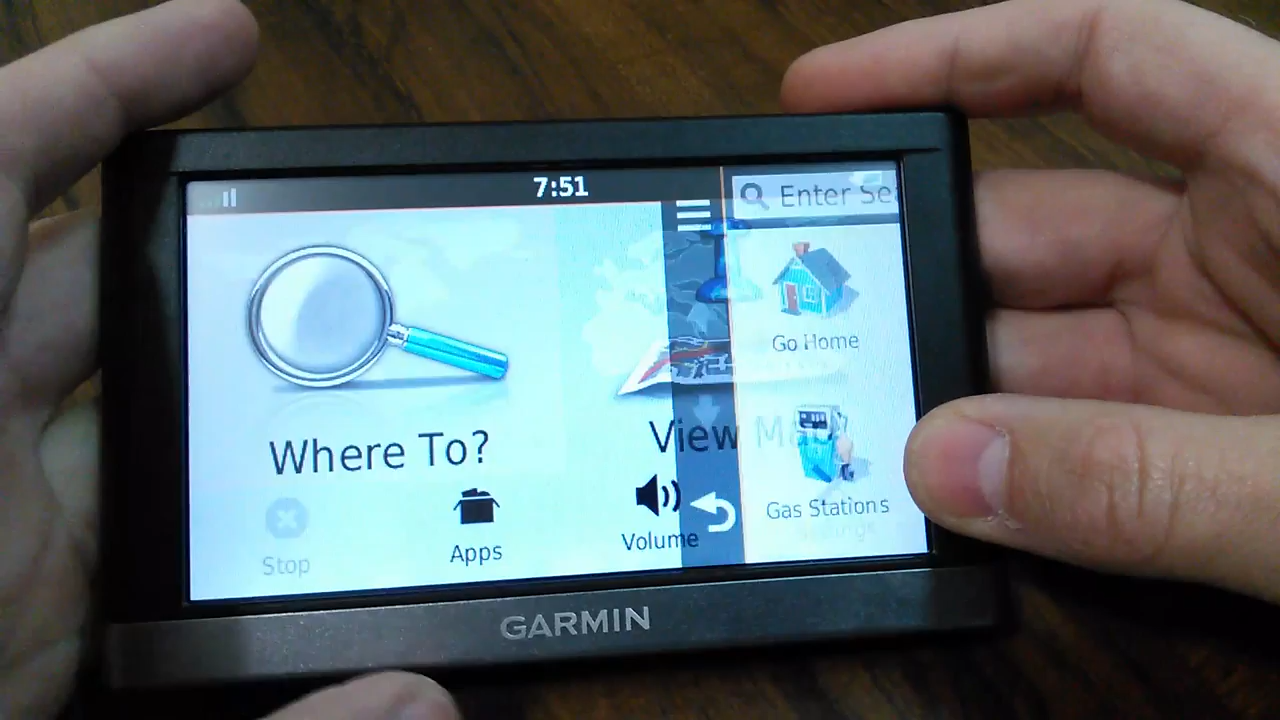 7:51
Enter Se
Go Home
Where To?
View Ma
Gas Stations
Stop
Apps
Volume
GARMIN